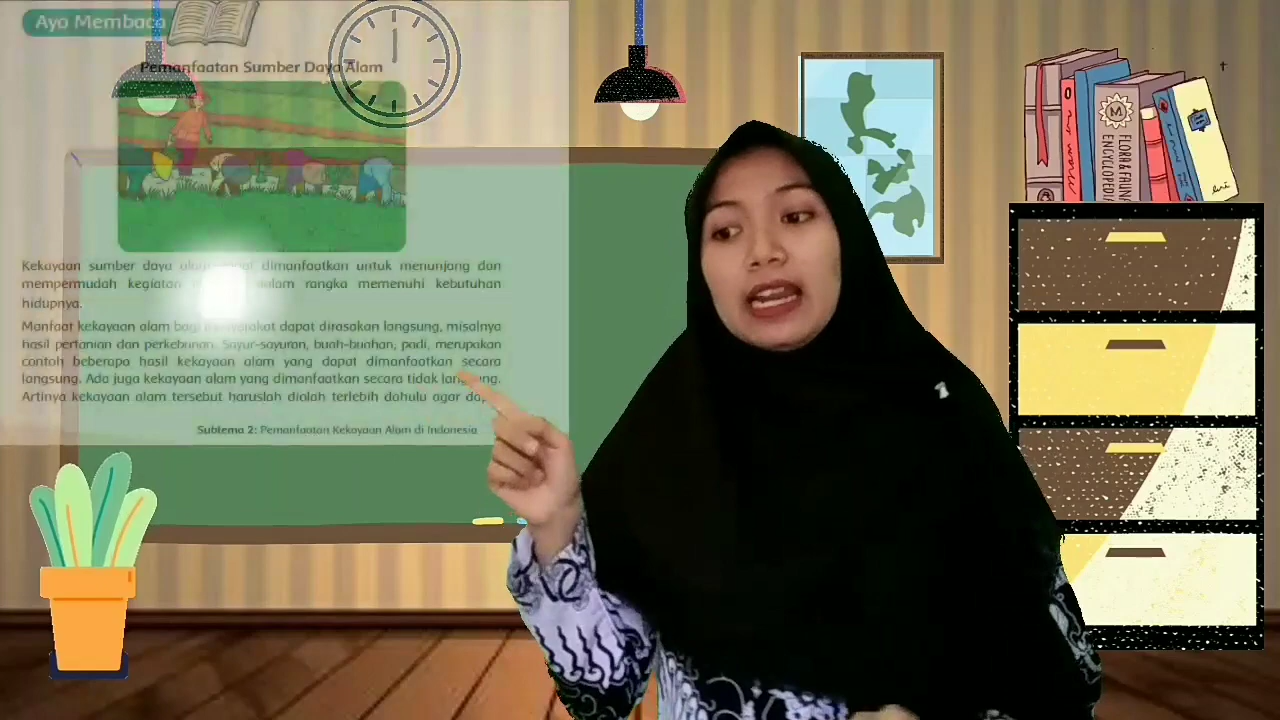 Ayo Membaca
Pemanfaatan Sumber Daya Alam
Kekayaan sumber daya alam dapat dimanfaatkan untuk menunjang dan
mempermudah kegiatan dalam rangka memenuhi kebutuhan
hidupnya.
Manfaat kekayaan alam bagi masyarakat dapat dirasakan langsung, misalnya
hasil pertanian dan perkebunan. Sayur-sayuran, buah-buahan, padi, merupakan
contoh beberapa hasil kekayaan alam yang dapat dimanfaatkan secara
langsung. Ada juga kekayaan alam yang dimanfaatkan secara tidak langsung.
Artinya kekayaan alam tersebut haruslah diolah terlebih dahulu agar
Subtema 2: Pemanfaatan Kekayaan Alam di Indonesia
M
FLORA & FAUNA
ENCYCLOPEDIA